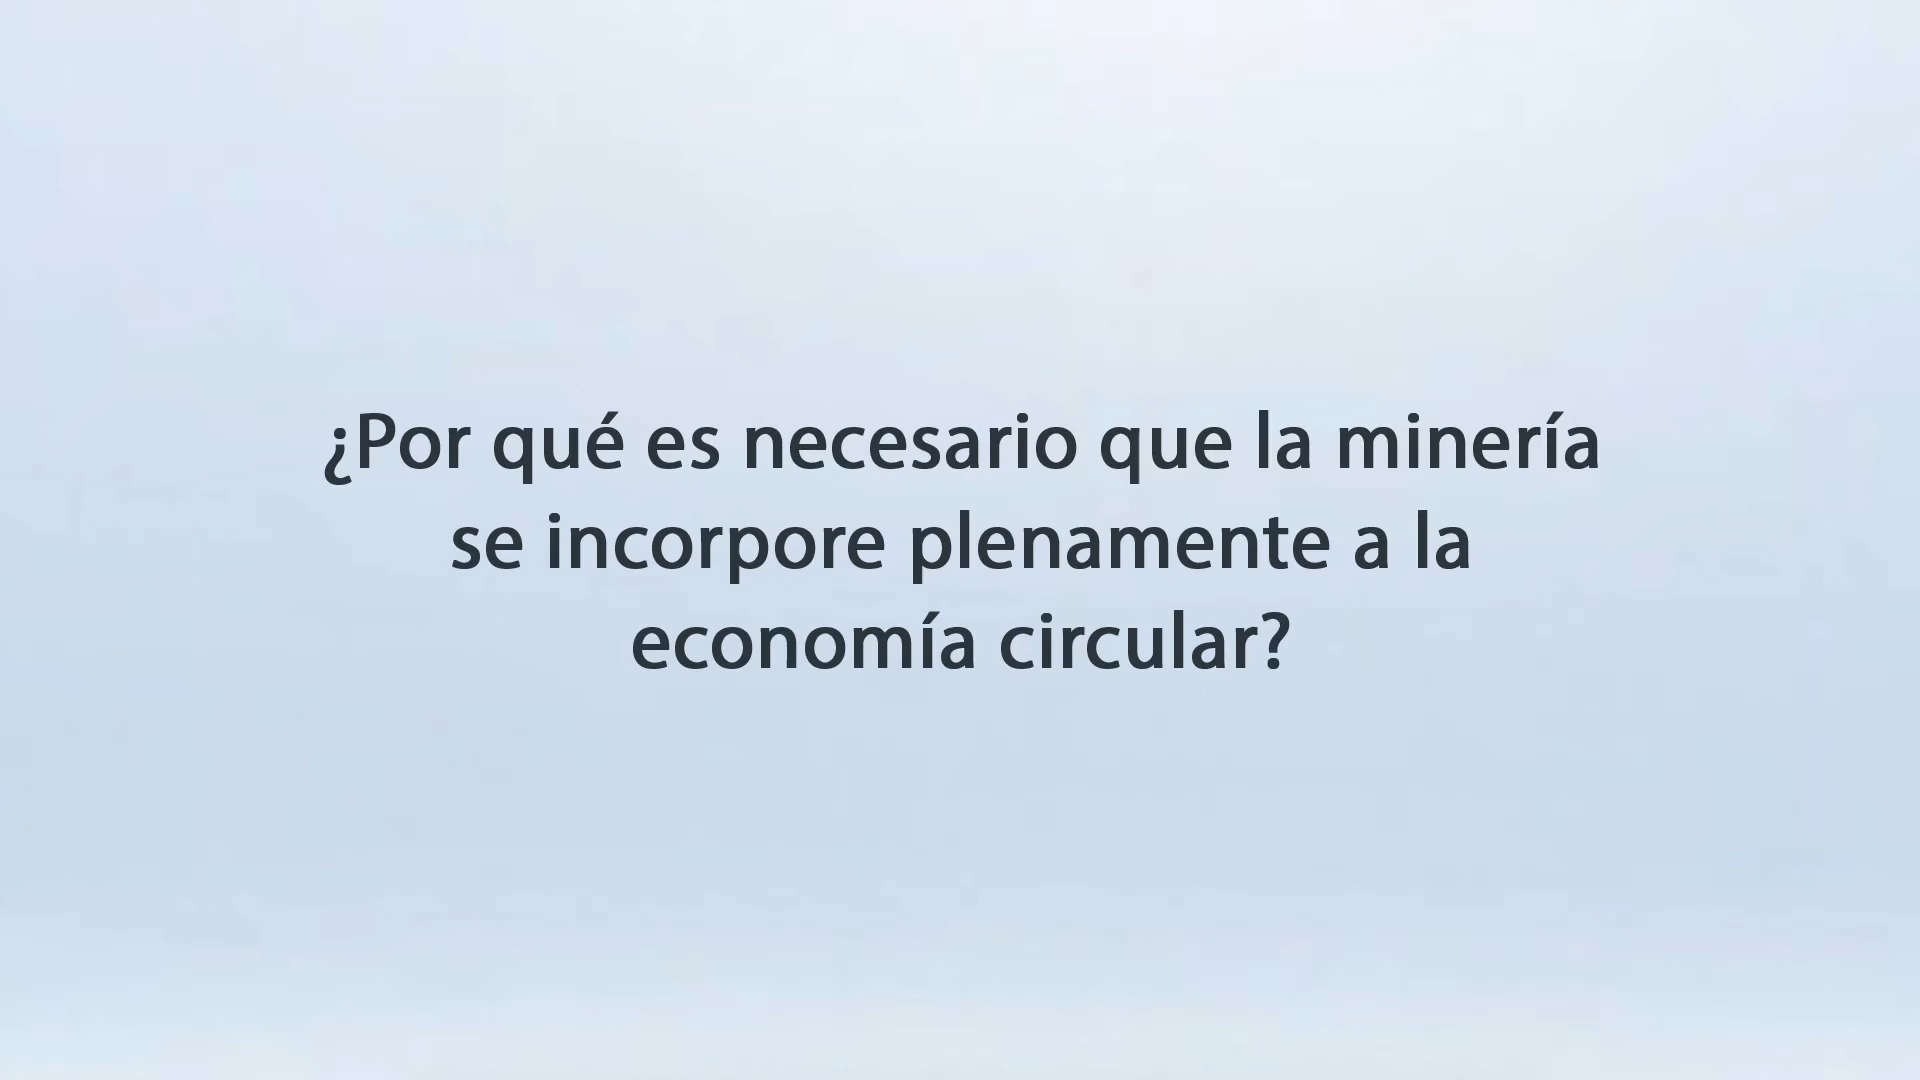 ¿Por qué es necesario que la minería
se incorpore plenamente a la
economía circular?